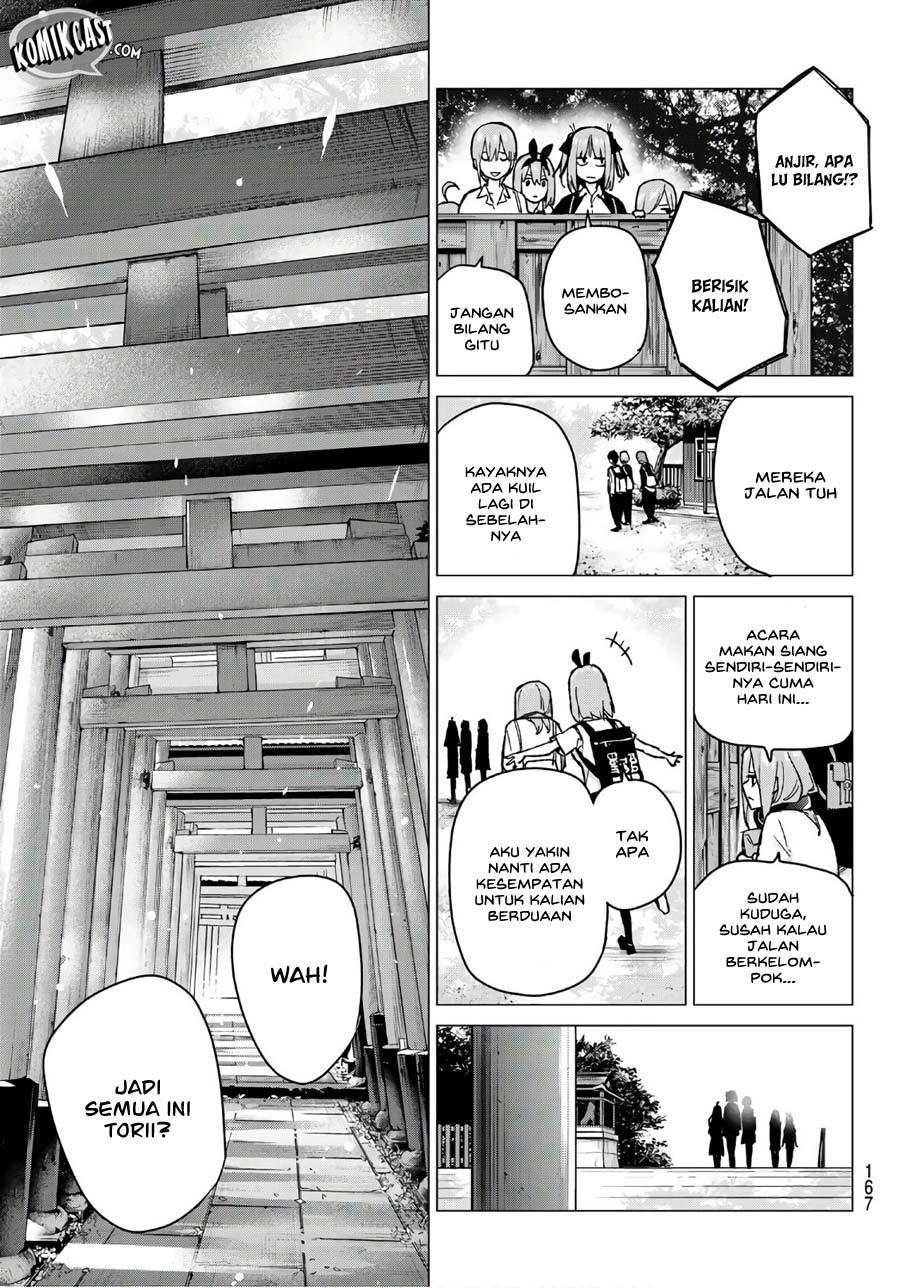 KOMIKCAST
.COM
ANJIR, APA
LU BILANG!?
BERISIK
KALIAN!
MEMBO-
SANKAN
JANGAN
BILANG
GITU
MEREKA
JALAN TUH
KAYAKNYA
ADA KUIL
LAGI DI
SEBELAH-
NYA
ACARA
MAKAN SIANG
SENDIRI-SENDIRI-
NYA CUMA
HARI INI...
SUDAH
KUDUGA,
SUSAH KALAU
JALAN
BERKELOM-
POK...
TAK
APA
AKU YAKIN
NANTI ADA
KESEMPATAN
UNTUK KALIAN
BERDUAAN
WAH!
JADI
SEMUA INI
TORII?
167